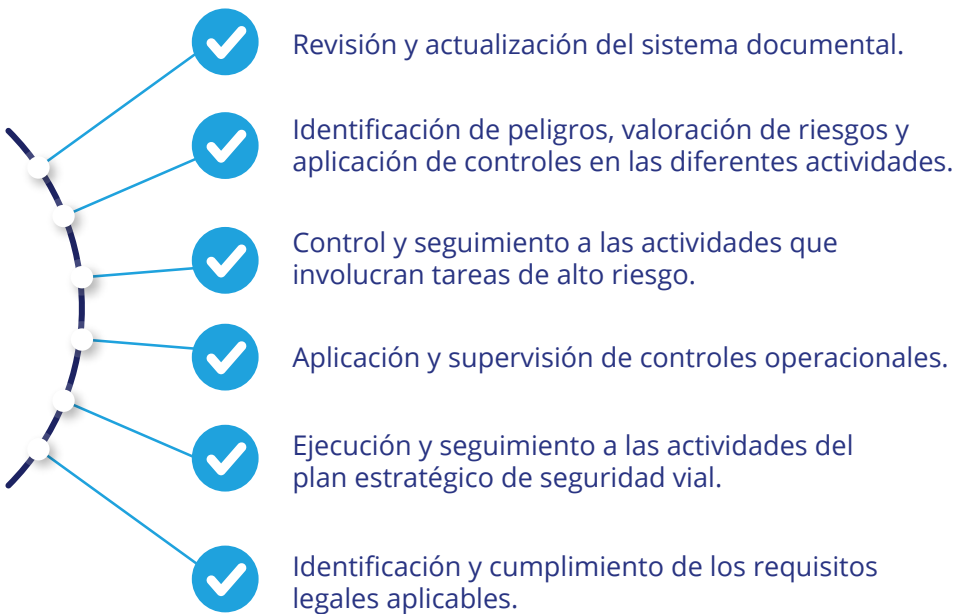 Revisión y actualización del sistema documental.
Identificación de peligros, valoración de riesgos y
aplicación de controles en las diferentes actividades.
Control y seguimiento a las actividades que
involucran tareas de alto riesgo.
Aplicación y supervisión de controles operacionales.
Ejecución y seguimiento a las actividades del
plan estratégico de seguridad vial.
Identificación y cumplimiento de los requisitos
legales aplicables.